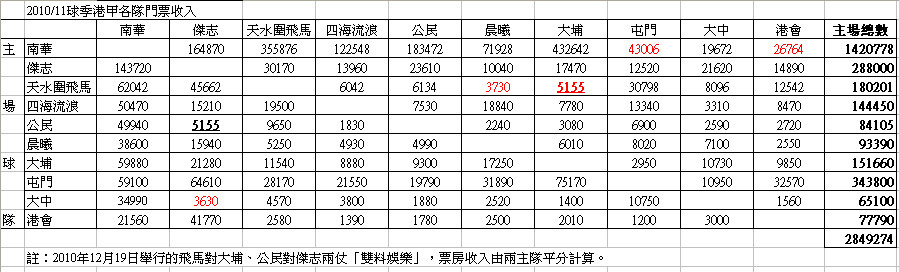 2010/11球季港甲各隊門票收入
南華 傑志 天水圍飛馬 四海流浪 公民 晨曦 大埔 屯門 大中 港會 主場總數
主 南華 164870 355876 122548 183472 71928 432642 43006 19672 26764 1420778
傑志 143720 30170 13960 23610 10040 17470 12520 21620 14890 288000
天水圍飛馬 62042 45662 6042 6134 3730 5155 30798 8096 12542 180201
場 四海流浪 50470 15210 19500 7530 18840 7780 13340 3310 8470 144450
公民 49940 5155 9650 1830 2240 3080 6900 2590 2720 84105
晨曦 38600 15940 5250 4930 4990 6010 8020 7100 2550 93390
球 大埔 59880 21280 11540 8880 9300 17250 2950 10730 9850 151660
屯門 59100 64610 28170 21550 19790 31890 75170 10950 32570 343800
大中 34990 3630 4570 3800 1880 2520 1400 10750 1560 65100
隊 港會 21560 41770 2580 1390 1780 2500 2010 1200 3000 77790
2849274
註：2010年12月19日舉行的飛馬對大埔、公民對傑志兩仗「雙料娛樂」，票房收入由兩主隊平分計算。